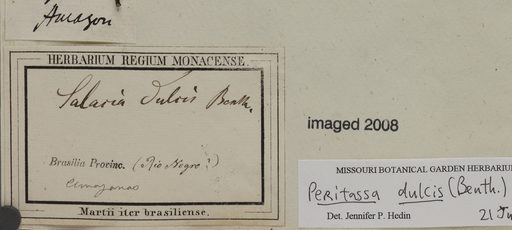 Amazon
HERBARIUM REGIUM MONACENSE.
Salacia dulcis Benth.
Brasilia Provinc. (Rio Negro?)
Amazonas
Martii iter brasiliense.
imaged 2008
MISSOURI BOTANICAL GARDEN HERBARIU
Peritassa dulcis (Benth.)
Det. Jennifer P. Hedin
21 Ju